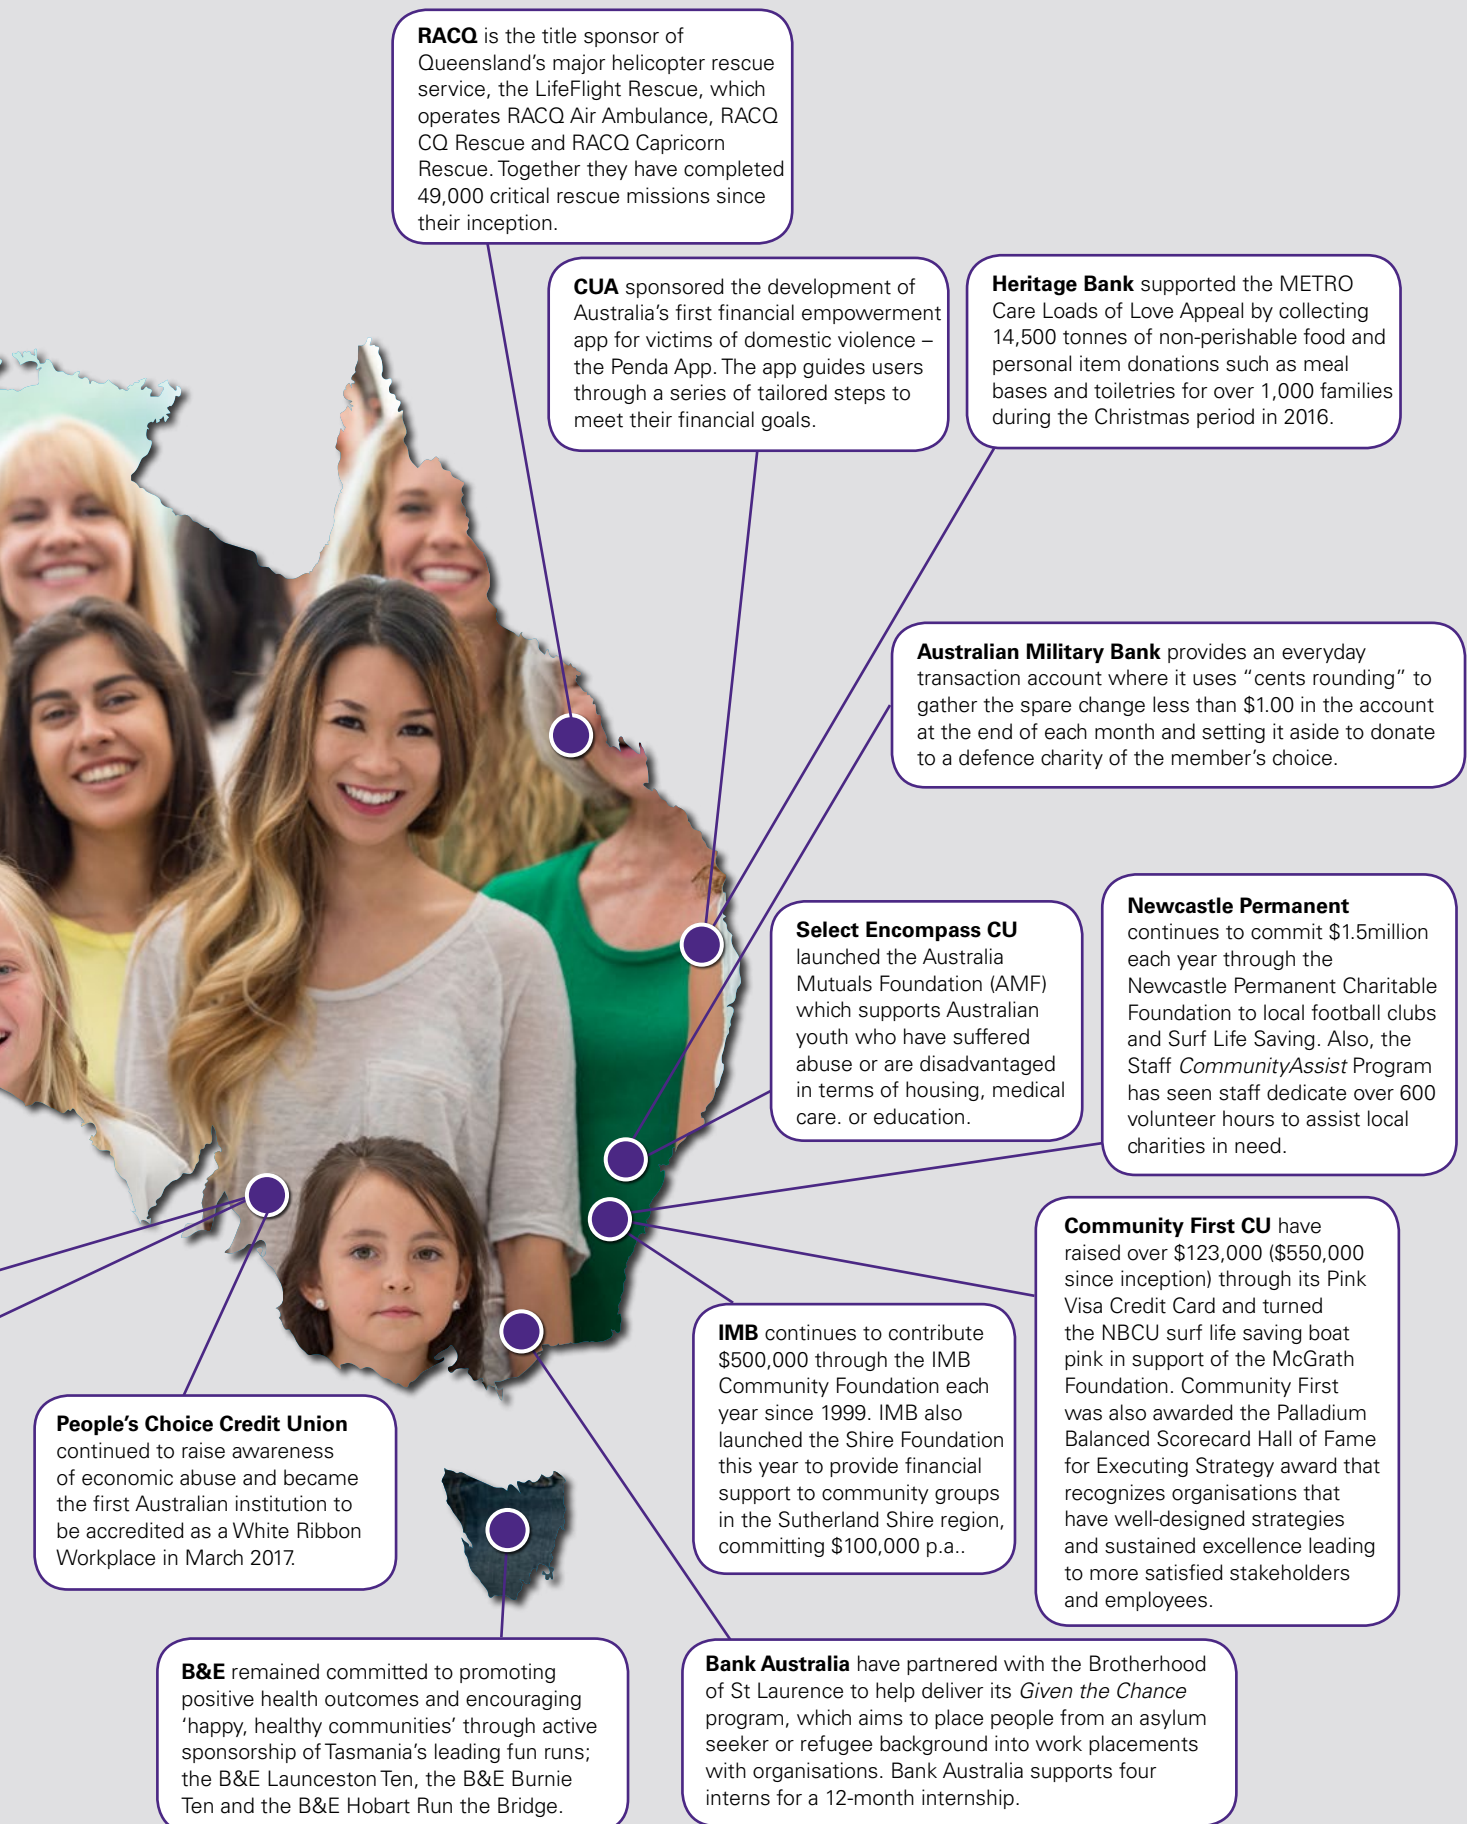 RACQ is the title sponsor of
Queensland's major helicopter rescue
service, the LifeFlight Rescue, which
operates RACQ Air Ambulance, RACQ
CQ Rescue and RACQ Capricorn
Rescue. Together they have completed
49,000 critical rescue missions since
their inception.
CUA sponsored the development of
Australia's first financial empowerment
app for victims of domestic violence –
the Penda App. The app guides users
through a series of tailored steps to
meet their financial goals.
Heritage Bank supported the METRO
Care Loads of Love Appeal by collecting
14,500 tonnes of non-perishable food and
personal item donations such as meal
bases and toiletries for over 1,000 families
during the Christmas period in 2016.
Australian Military Bank provides an everyday
transaction account where it uses "cents rounding" to
gather the spare change less than $1.00 in the account
at the end of each month and setting it aside to donate
to a defence charity of the member's choice.
Select Encompass CU
launched the Australia
Mutuals Foundation (AMF)
which supports Australian
youth who have suffered
abuse or are disadvantaged
in terms of housing, medical
care. or education.
Newcastle Permanent
continues to commit $1.5million
each year through the
Newcastle Permanent Charitable
Foundation to local football clubs
and Surf Life Saving. Also, the
Staff CommunityAssist Program
has seen staff dedicate over 600
volunteer hours to assist local
charities in need.
Community First CU have
raised over $123,000 ($550,000
since inception) through its Pink
Visa Credit Card and turned
the NBCU surf life saving boat
pink in support of the McGrath
Foundation. Community First
was also awarded the Palladium
Balanced Scorecard Hall of Fame
for Executing Strategy award that
recognizes organisations that
have well-designed strategies
and sustained excellence leading
to more satisfied stakeholders
and employees.
IMB continues to contribute
$500,000 through the IMB
Community Foundation each
year since 1999. IMB also
launched the Shire Foundation
this year to provide financial
support to community groups
in the Sutherland Shire region,
committing $100,000 p.a..
People's Choice Credit Union
continued to raise awareness
of economic abuse and became
the first Australian institution to
be accredited as a White Ribbon
Workplace in March 2017.
B&E remained committed to promoting
positive health outcomes and encouraging
'happy, healthy communities' through active
sponsorship of Tasmania's leading fun runs;
the B&E Launceston Ten, the B&E Burnie
Ten and the B&E Hobart Run the Bridge.
Bank Australia have partnered with the Brotherhood
of St Laurence to help deliver its Given the Chance
program, which aims to place people from an asylum
seeker or refugee background into work placements
with organisations. Bank Australia supports four
interns for a 12-month internship.